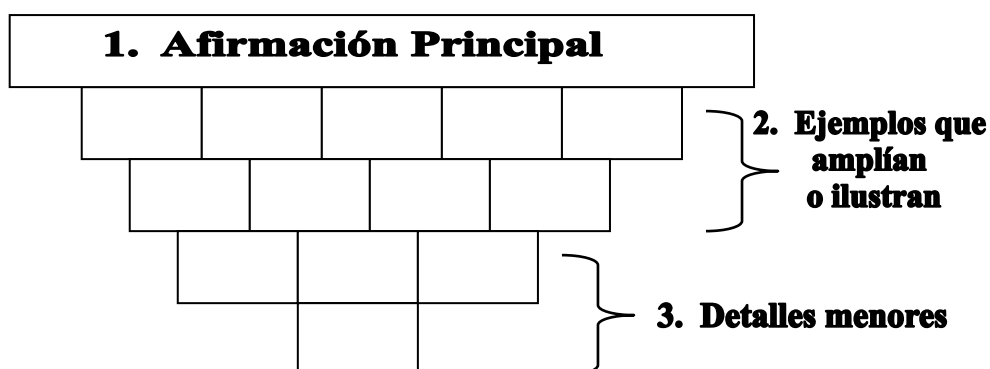 1. Afirmación Principal
2. Ejemplos que
amplían
o ilustran
3. Detalles menores